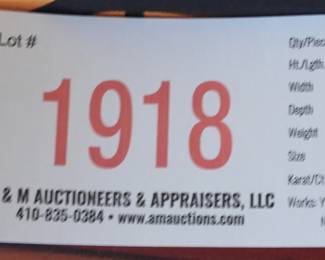 Lot #
1918
& M AUCTIONEERS & APPRAISERS, LLC
410-835-0384 • www.amauctions.com
Qty/Piec
Ht./Lgth.
Width
Depth
Weight
Size
Karat/Ct
Works: Y